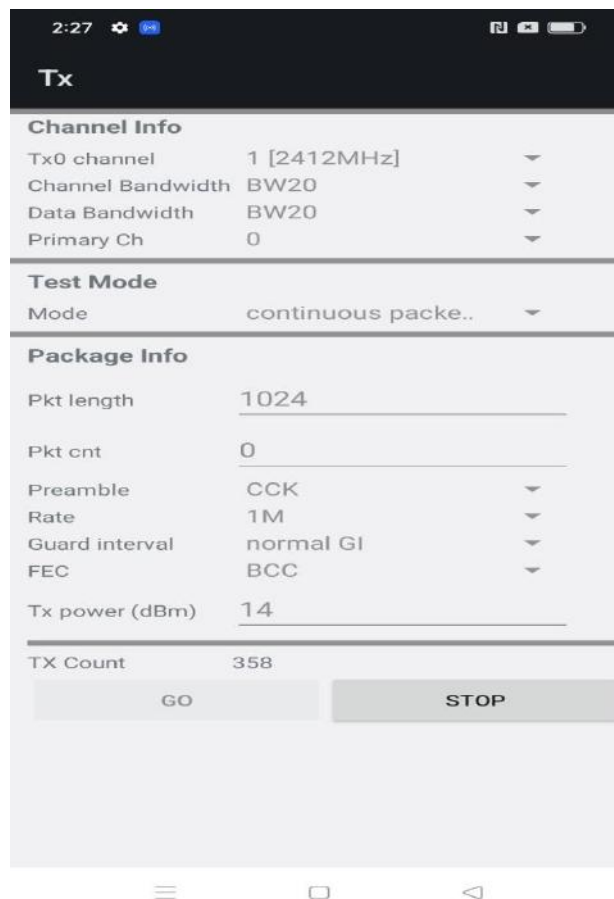 2:27
Tx
Channel Info
Tx0 channel 1 [2412MHz]
Channel Bandwidth BW20
Data Bandwidth BW20
Primary Ch 0
Test Mode
Mode continuous packe..
Package Info
Pkt length 1024
Pkt cnt 0
Preamble CCK
Rate 1M
Guard interval normal GI
FEC BCC
Tx power (dBm) 14
TX Count 358
GO STOP